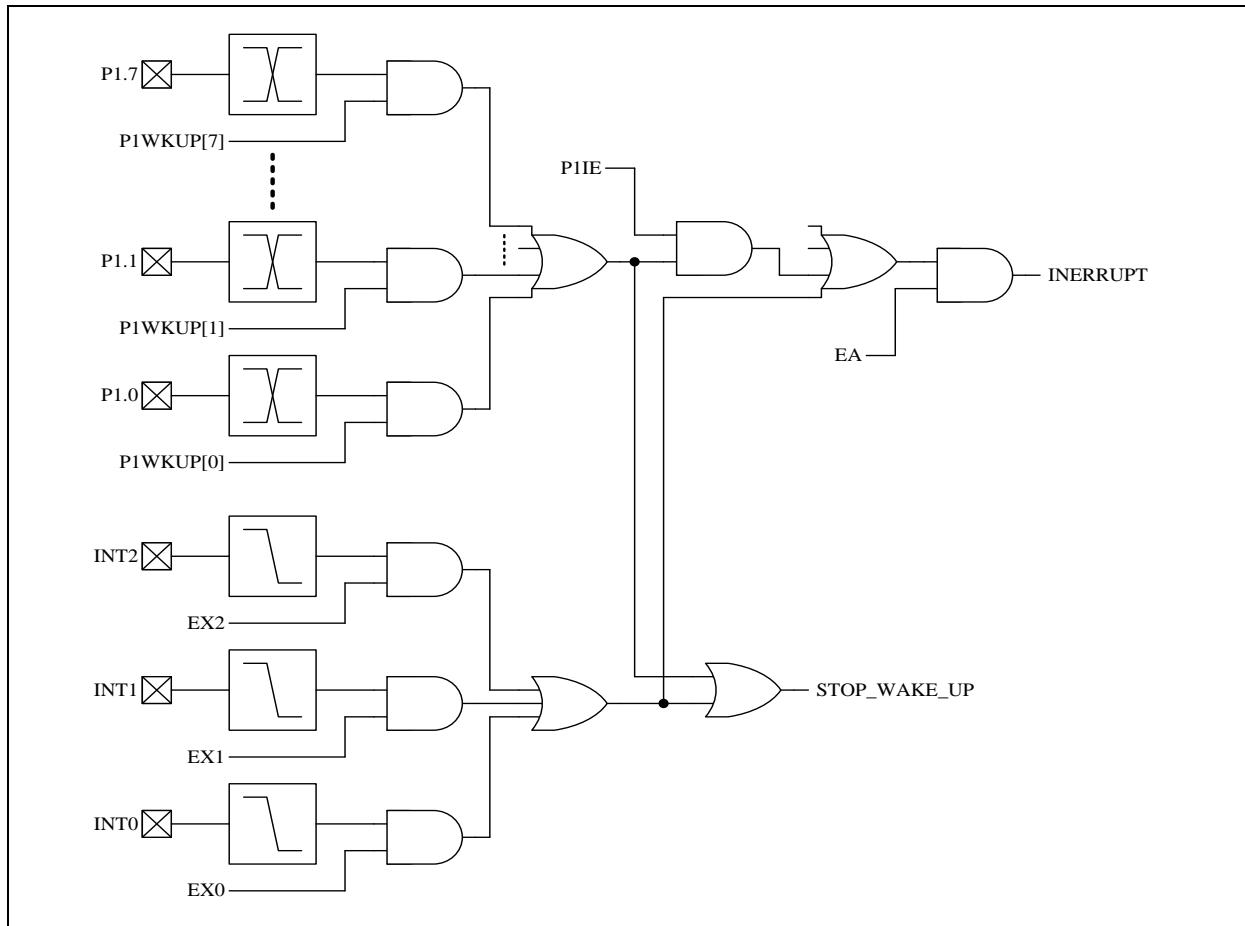 P1.7
P1WKUP[7]
P1IE
P1.1
INERRUPT
P1WKUP[1]
EA
P1.0
P1WKUP[0]
INT2
EX2
INT1
STOP_WAKE_UP
EX1
INT0
EX0